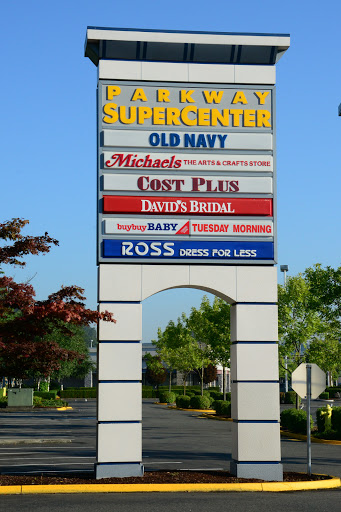 PARKWAY
SUPERCENTER
OLD NAVY
Michaels THE ARTS & CRAFTS STORE
COST PLUS
DAVID'S BRIDAL
buybuy BABY TUESDAY MORNING
ROSS DRESS FOR LESS